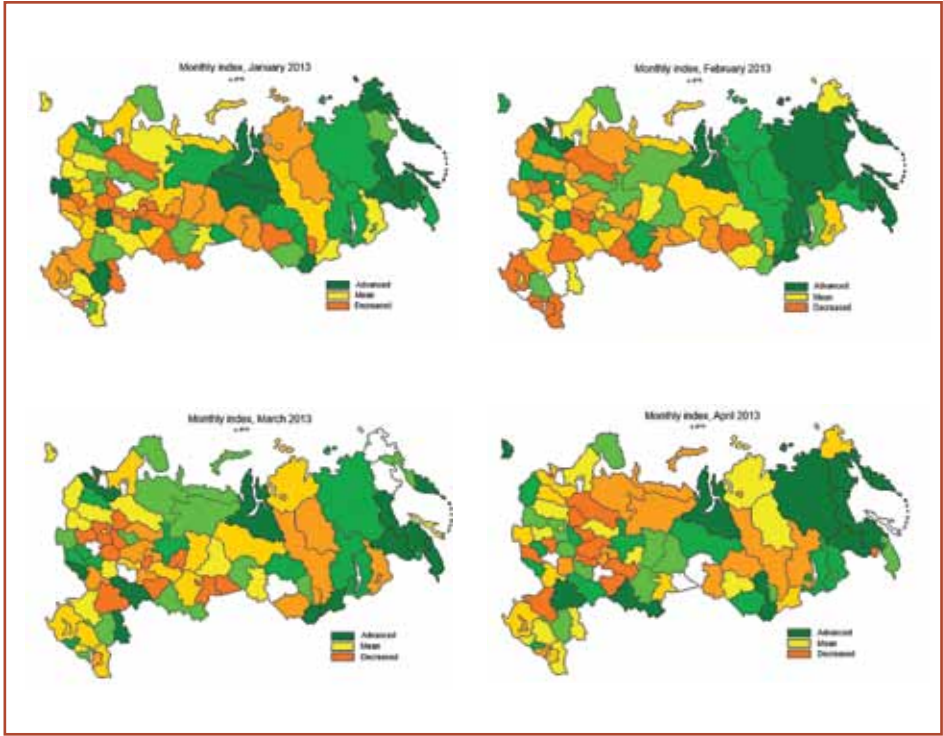 Monthly index, January 2013
Monthly index, February 2013
Advanced
Mean
Decreased
Advanced
Mean
Decreased
Monthly index, March 2013
Monthly index, April 2013
Advanced
Mean
Decreased
Advanced
Mean
Decreased